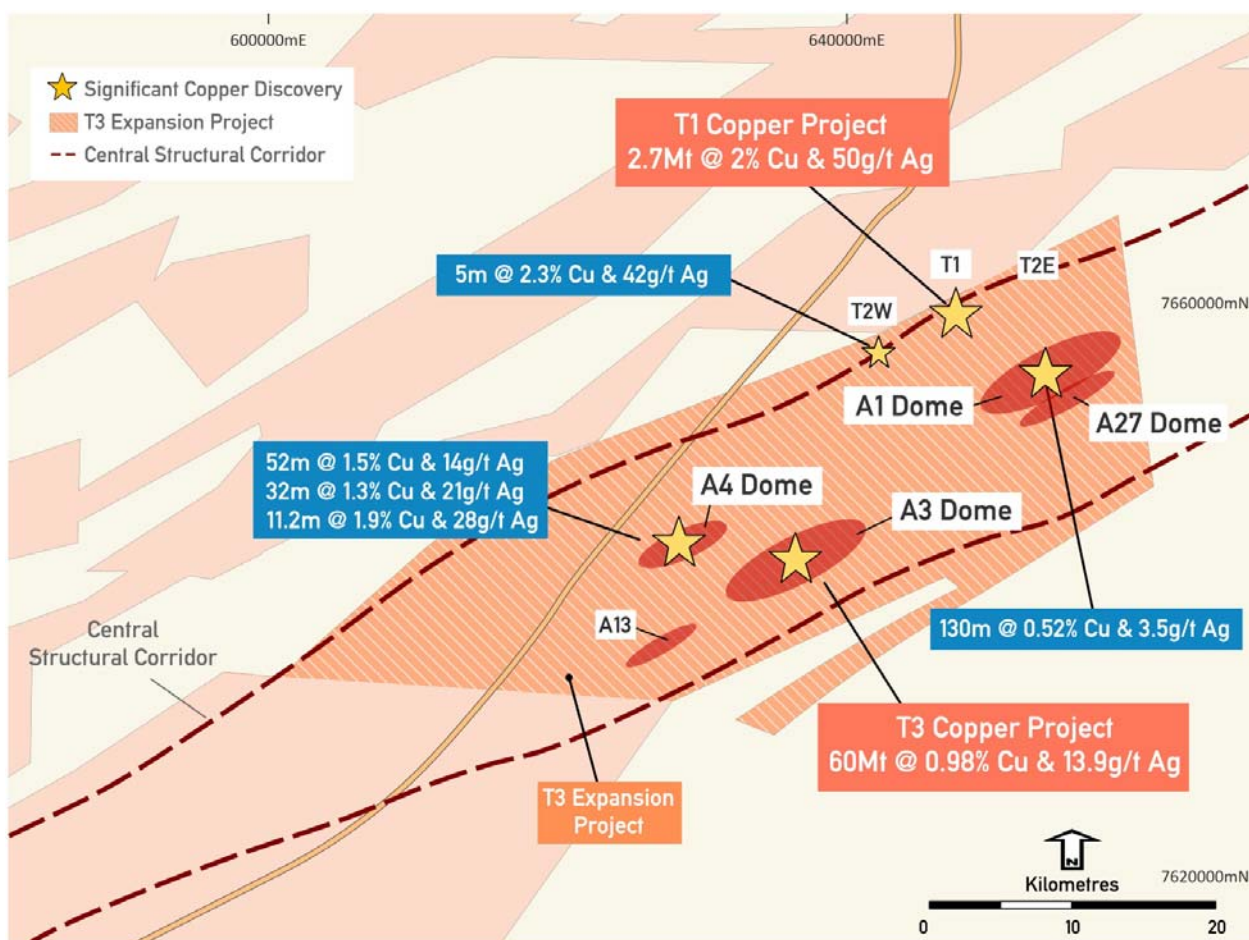 600000mE
640000mE
Significant Copper Discovery
T3 Expansion Project
Central Structural Corridor
T1 Copper Project
2.7Mt @ 2% Cu & 50g/t Ag
5m @ 2.3% Cu & 42g/t Ag
T1
T2E
T2W
7660000mN
A1 Dome
A27 Dome
52m @ 1.5% Cu & 14g/t Ag
32m @ 1.3% Cu & 21g/t Ag
11.2m @ 1.9% Cu & 28g/t Ag
A4 Dome
A3 Dome
A13
130m @ 0.52% Cu & 3.5g/t Ag
Central
Structural Corridor
T3 Copper Project
60Mt @ 0.98% Cu & 13.9g/t Ag
T3 Expansion
Project
N
Kilometres
7620000mN
0
10
20